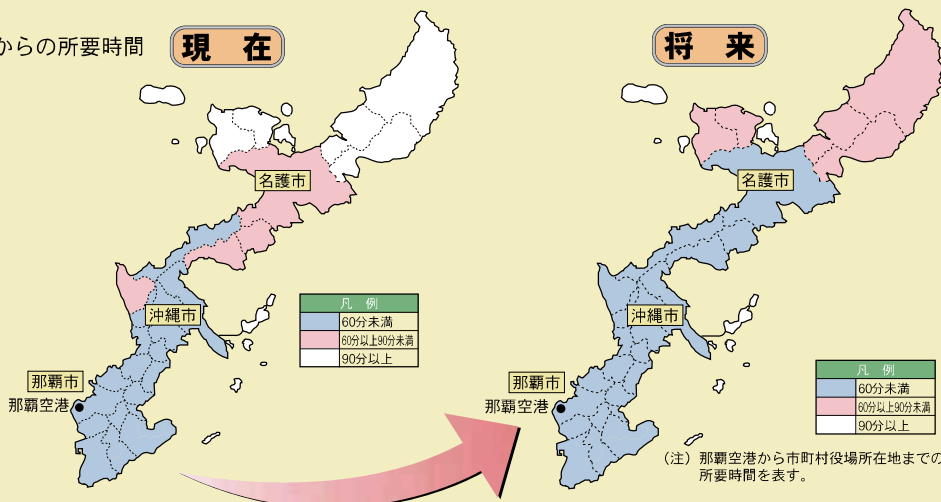 からの所要時間
現在
名護市
沖縄市
那覇市
那覇空港
凡例
60分未満
60分以上90分未満
90分以上
将来
名護市
沖縄市
那覇市
那覇空港
凡例
60分未満
60分以上90分未満
90分以上
（注）那覇空港から市町村役場所在地までの
所要時間を表す。